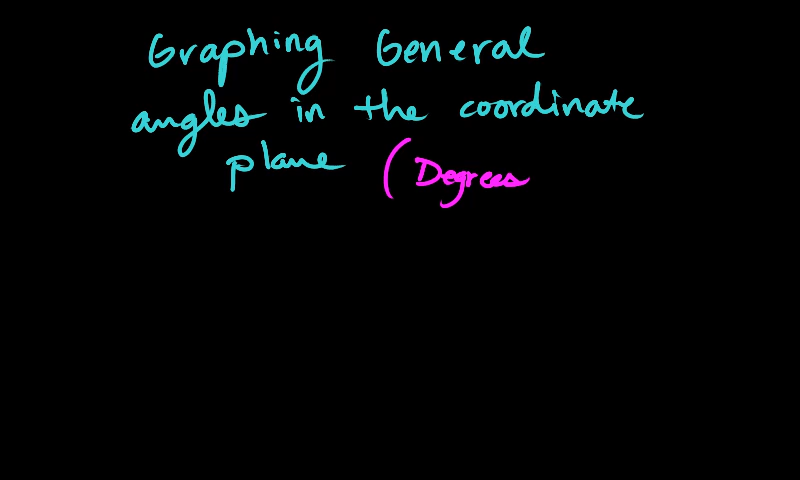 Graphing General
angles in the coordinate
plane (Degrees